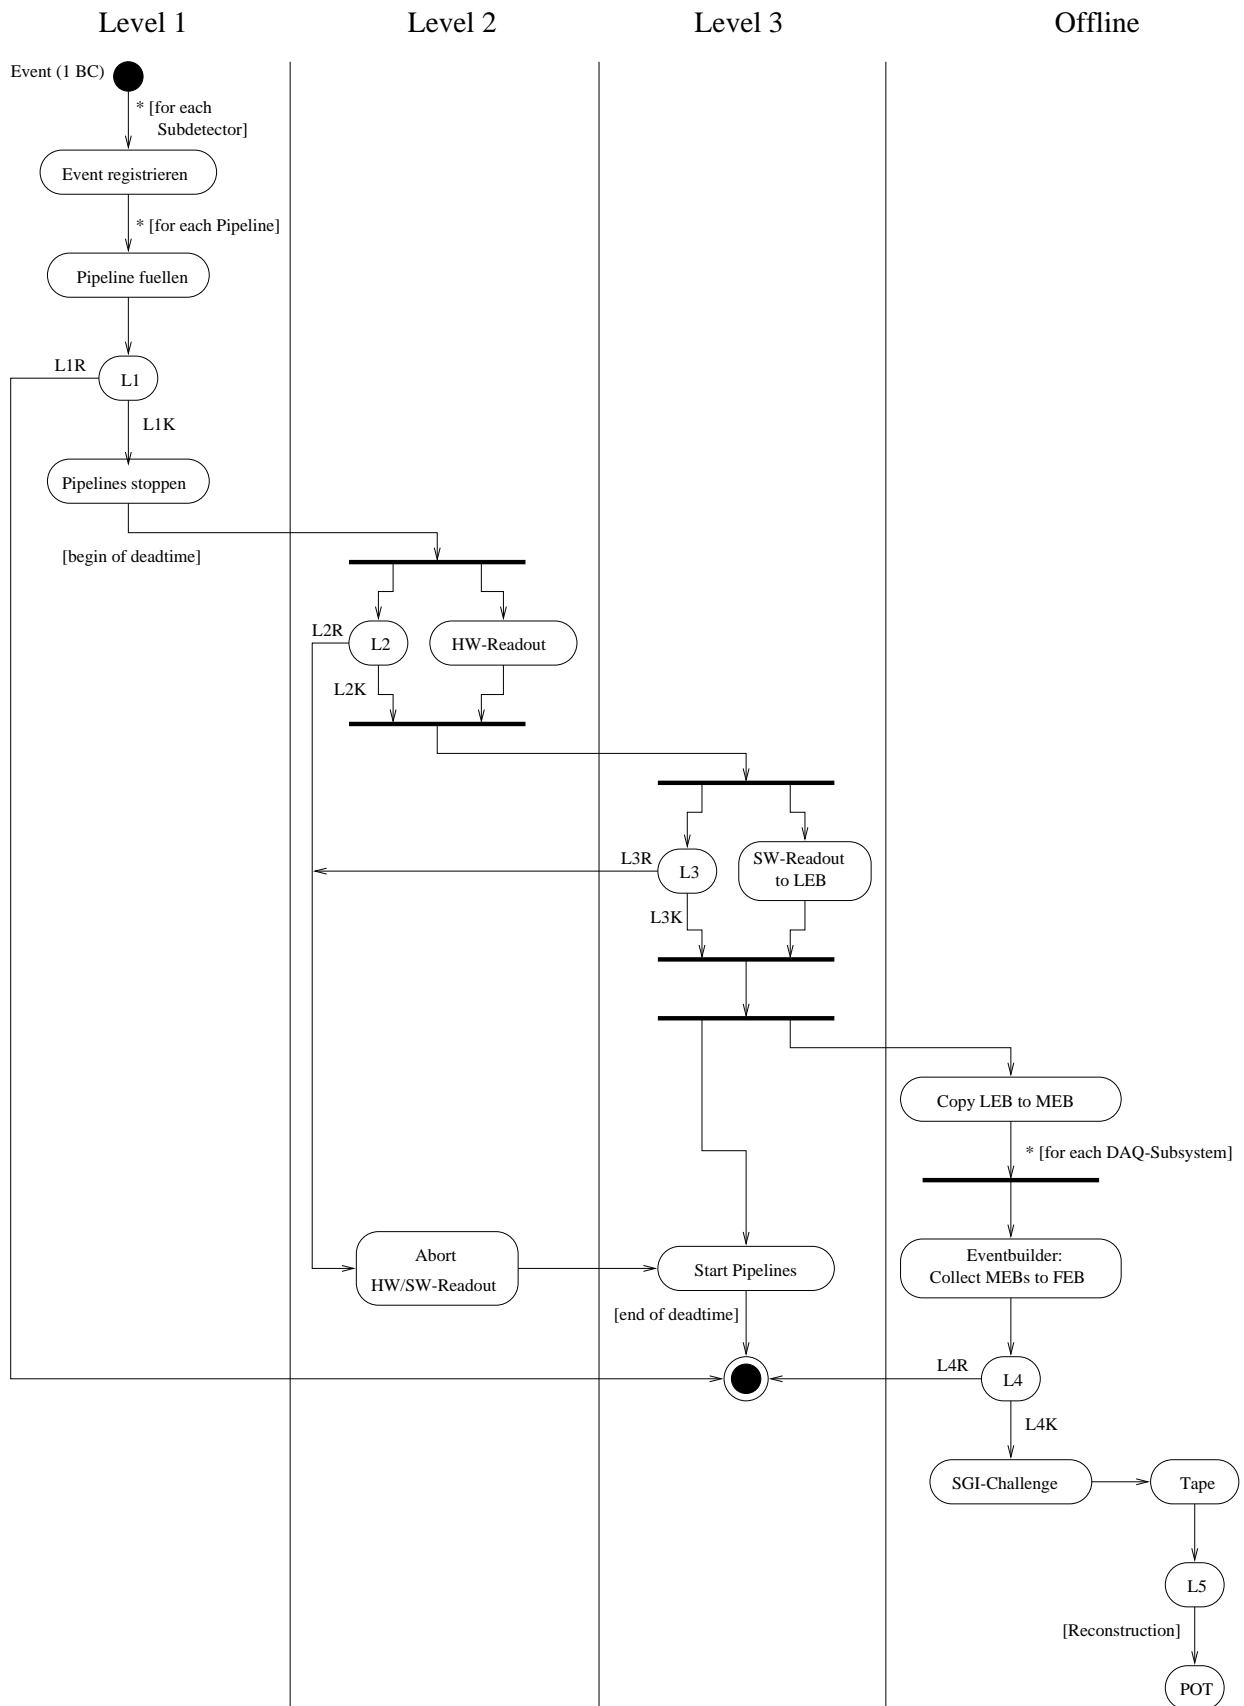 Level 1
Level 2
Level 3
Offline
Event (1 BC)
* [for each
Subdetector]
Event registrieren
* [for each Pipeline]
Pipeline fuellen
L1R
L1
L1K
Pipelines stoppen
[begin of deadtime]
L2R
L2
HW-Readout
L2K
L3R
L3
SW-Readout
to LEB
L3K
Copy LEB to MEB
* [for each DAQ-Subsystem]
Abort
HW/SW-Readout
Start Pipelines
Eventbuilder:
Collect MEBs to FEB
[end of deadtime]
L4R
L4
L4K
SGI-Challenge
Tape
L5
[Reconstruction]
POT